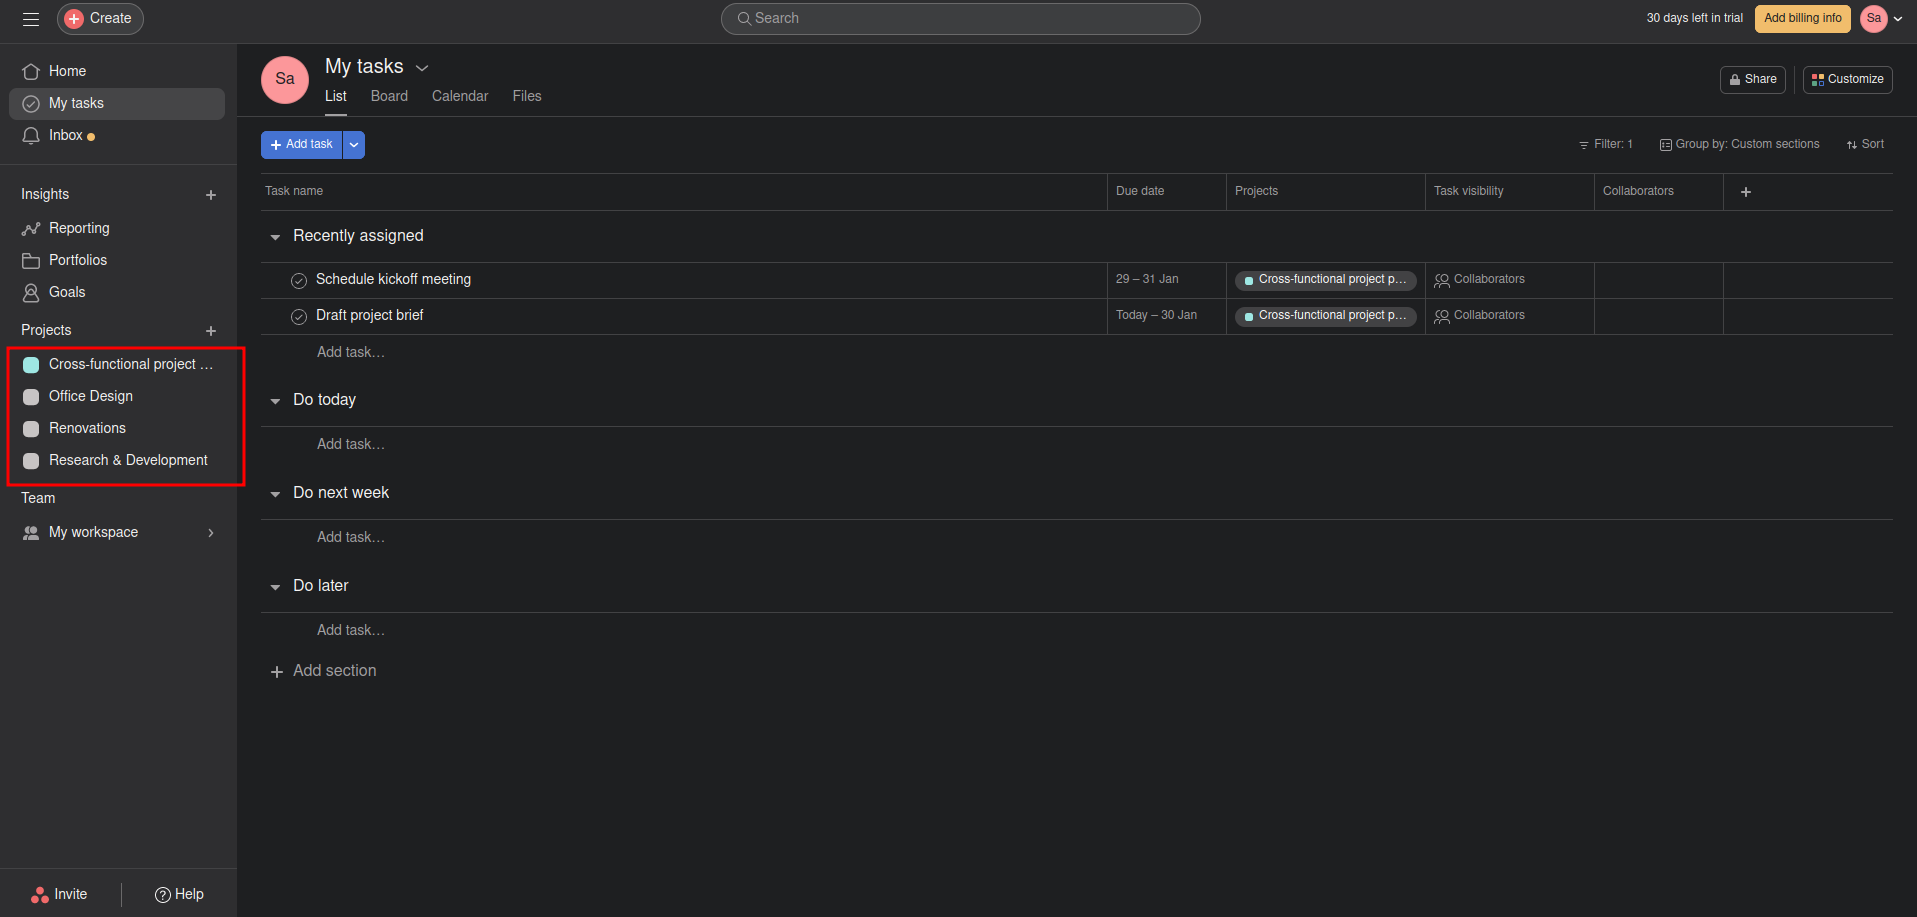 Create
Search
30 days left in trial
Add billing info
Sa
Home
My tasks
Inbox
Insights
Reporting
Portfolios
Goals
Projects
Cross-functional project ...
Office Design
Renovations
Research & Development
Team
My workspace
Invite
Help
Sa
My tasks
List Board Calendar Files
Share
Customize
Add task
Filter: 1
Group by: Custom sections
Sort
Task name Due date Projects Task visibility Collaborators
Recently assigned
Schedule kickoff meeting 29 – 31 Jan Cross-functional project p... Collaborators
Draft project brief Today – 30 Jan Cross-functional project p... Collaborators
Add task...
Do today
Add task...
Do next week
Add task...
Do later
Add task...
Add section